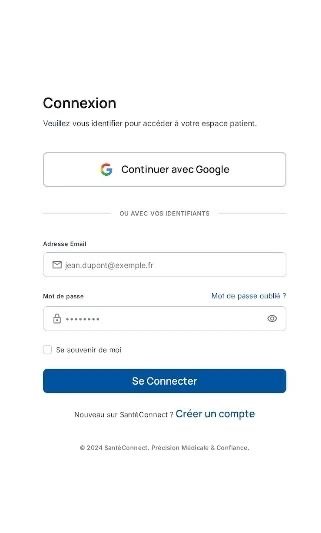 Connexion
Veuillez vous identifier pour accéder à votre espace patient.
Continuer avec Google
OU AVEC VOS IDENTIFIANTS
Adresse Email
jean.dupont@exemple.fr
Mot de passe
Mot de passe oublié ?
••••••••
Se souvenir de moi
Se Connecter
Nouveau sur SantéConnect ? Créer un compte
© 2024 SantéConnect. Précision Médicale & Confiance.